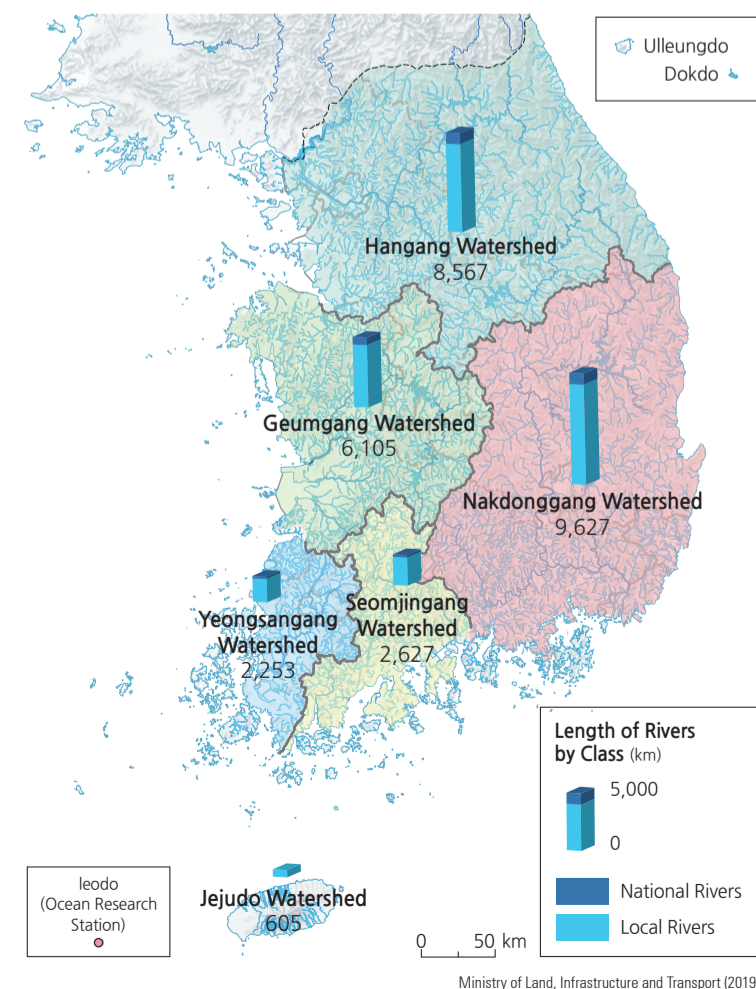 Ulleungdo
Dokdo
Hangang Watershed
8,567
Geumgang Watershed
6,105
Nakdonggang Watershed
9,627
Yeongsangang
Watershed
2,253
Seomjingang
Watershed
2,627
Length of Rivers
by Class (km)
5,000
0
National Rivers
Local Rivers
Ieodo
(Ocean Research
Station)
Jejudo Watershed
605
0 50 km
Ministry of Land, Infrastructure and Transport (2019